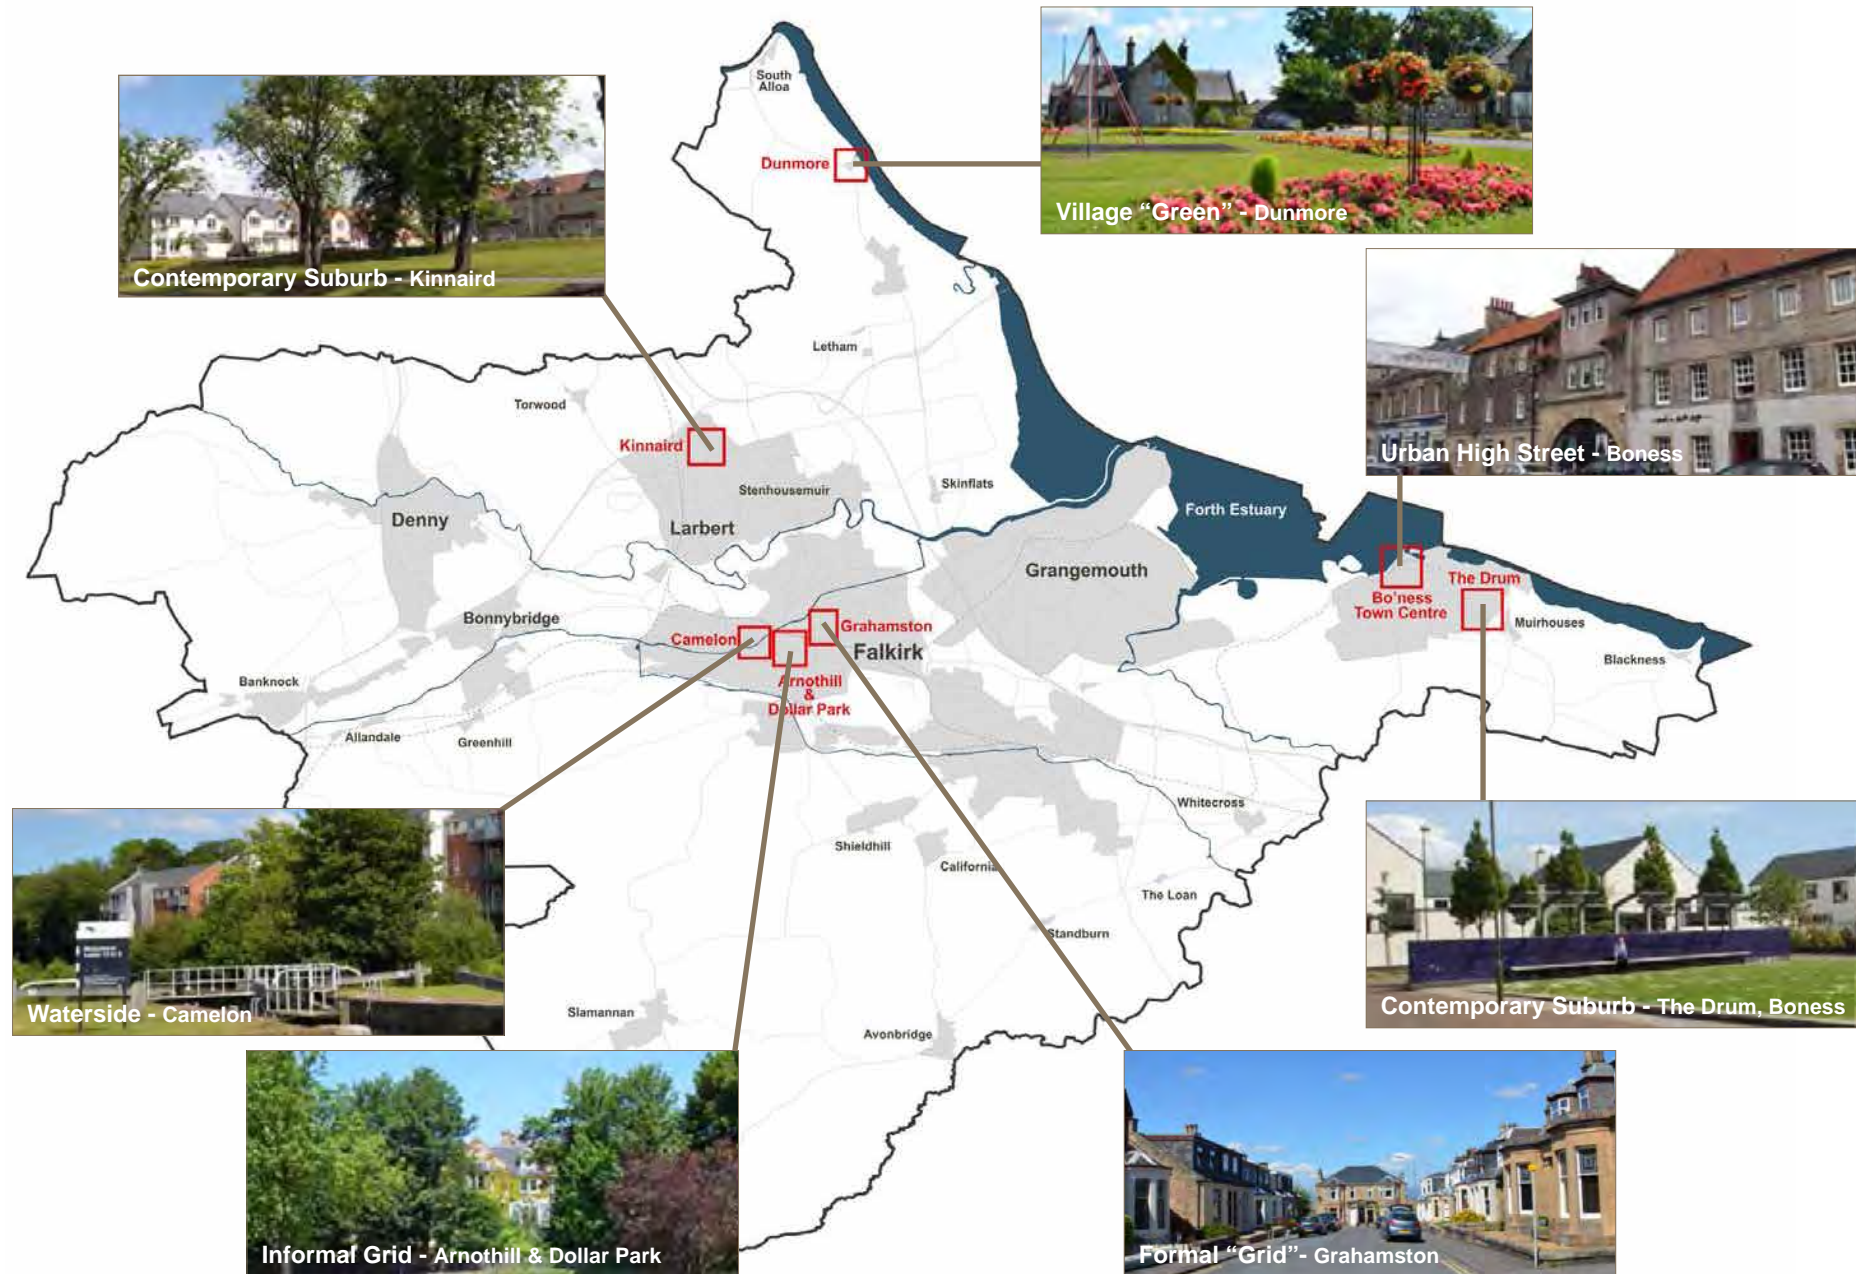 South
Alloa
Dunmore
Village “Green” - Dunmore
Contemporary Suburb - Kinnaird
Letham
Torwood
Kinnaird
Stenhousemuir
Skinflats
Urban High Street - Boness
Denny
Larbert
Forth Estuary
Grangemouth
The Drum
Bo'ness
Town Centre
Muirhouses
Blackness
Bonnybridge
Camelon
Grahamston
Falkirk
Arnothill
&
Dollar Park
Banknock
Allandale
Greenhill
Whitecross
Shieldhill
California
The Loan
Standburn
Slamannan
Avonbridge
Waterside - Camelon
Contemporary Suburb - The Drum, Boness
Informal Grid - Arnothill & Dollar Park
Formal “Grid”- Grahamston